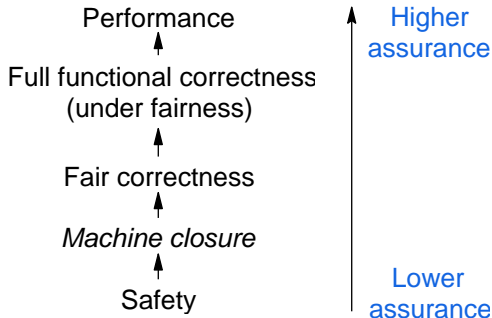 Performance
Full functional correctness
(under fairness)
Fair correctness
Machine closure
Safety
Higher
assurance
Lower
assurance